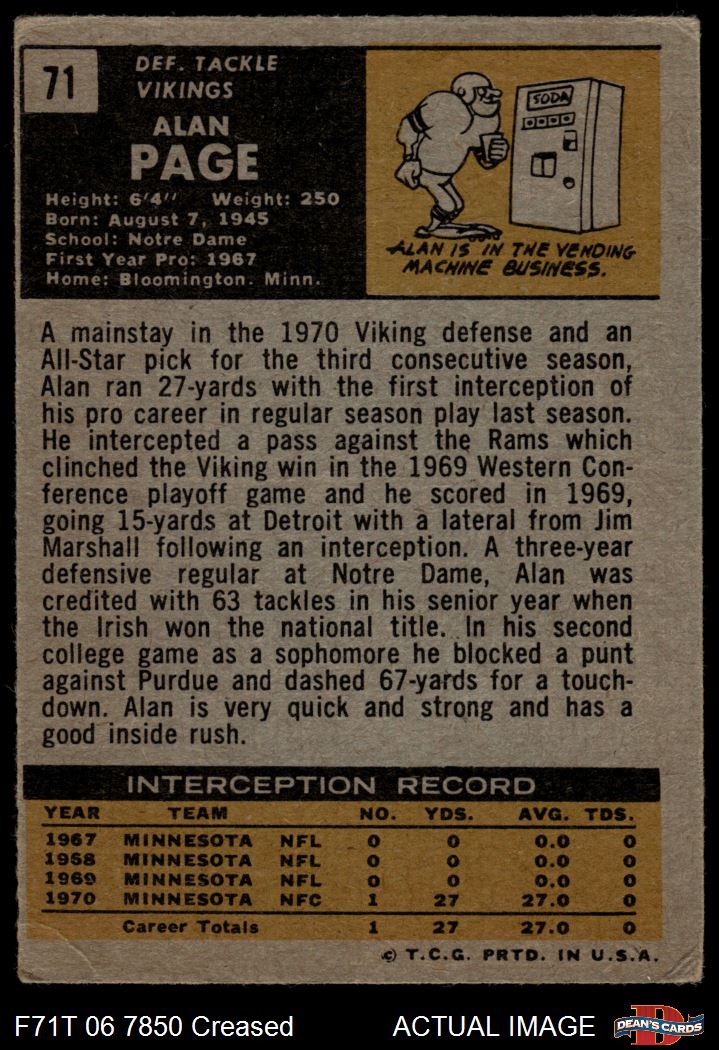 71
DEF. TACKLE
VIKINGS
ALAN
PAGE
Height: 6'4" Weight: 250
Born: August 7, 1945
School: Notre Dame
First Year Pro: 1967
Home: Bloomington. Minn.
SODA
ALAN IS IN THE VENDING
MACHINE BUSINESS.
A mainstay in the 1970 Viking defense and an
All-Star pick for the third consecutive season,
Alan ran 27-yards with the first interception of
his pro career in regular season play last season.
He intercepted a pass against the Rams which
clinched the Viking win in the 1969 Western Con-
ference playoff game and he scored in 1969,
going 15-yards at Detroit with a lateral from Jim
Marshall following an interception. A three-year
defensive regular at Notre Dame, Alan was
credited with 63 tackles in his senior year when
the Irish won the national title. In his second
college game as a sophomore he blocked a punt
against Purdue and dashed 67-yards for a touch-
down. Alan is very quick and strong and has a
good inside rush.
INTERCEPTION RECORD
YEAR TEAM NO. YDS. AVG. TDS.
1967 MINNESOTA NFL 0 0 0.0 0
1968 MINNESOTA NFL 0 0 0.0 0
1969 MINNESOTA NFL 0 0 0.0 0
1970 MINNESOTA NFC 1 27 27.0 0
Career Totals 1 27 27.0 0
© T.C.G. PRTD. IN U.S.A.
F71T 06 7850 Creased ACTUAL IMAGE D DEAN'S CARDS